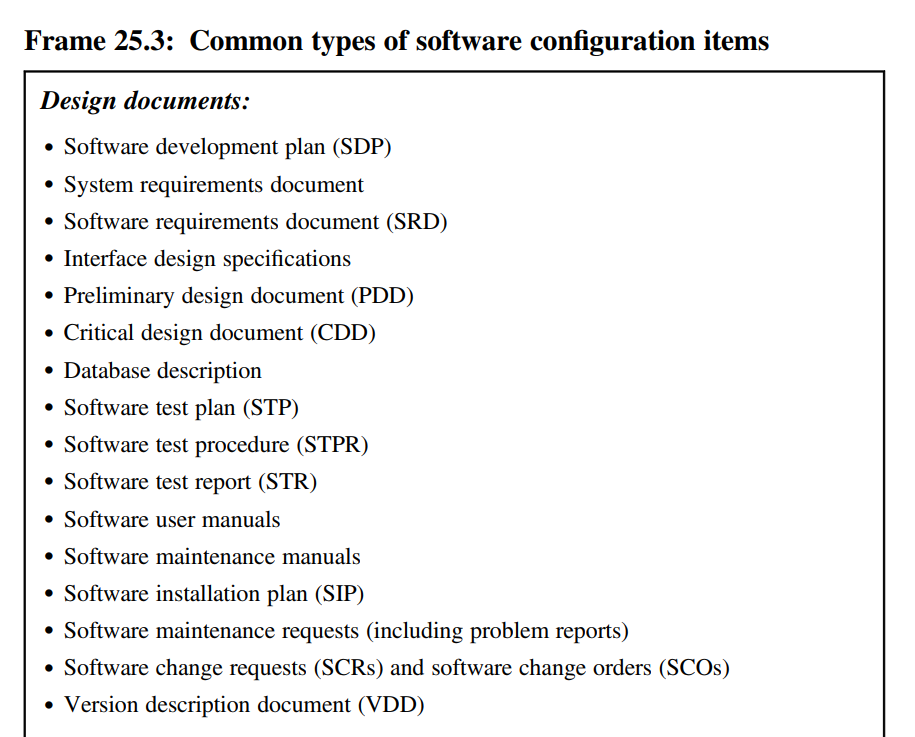 Frame 25.3: Common types of software configuration items
Design documents:
• Software development plan (SDP)
• System requirements document
• Software requirements document (SRD)
• Interface design specifications
• Preliminary design document (PDD)
• Critical design document (CDD)
• Database description
• Software test plan (STP)
• Software test procedure (STPR)
• Software test report (STR)
• Software user manuals
• Software maintenance manuals
• Software installation plan (SIP)
• Software maintenance requests (including problem reports)
• Software change requests (SCRs) and software change orders (SCOs)
• Version description document (VDD)